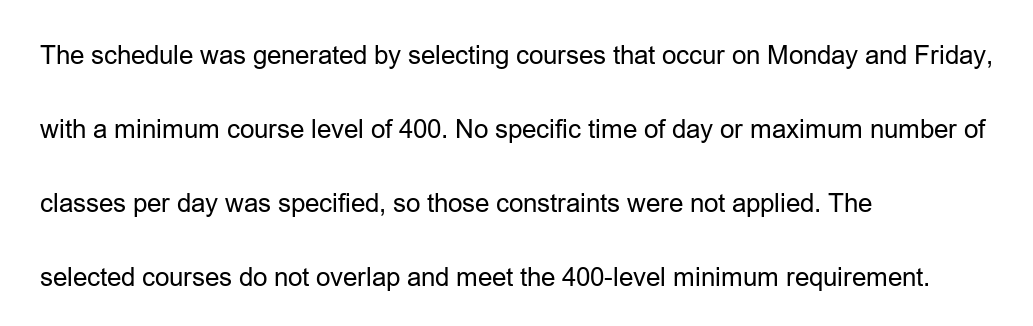 The schedule was generated by selecting courses that occur on Monday and Friday,
with a minimum course level of 400. No specific time of day or maximum number of
classes per day was specified, so those constraints were not applied. The
selected courses do not overlap and meet the 400-level minimum requirement.